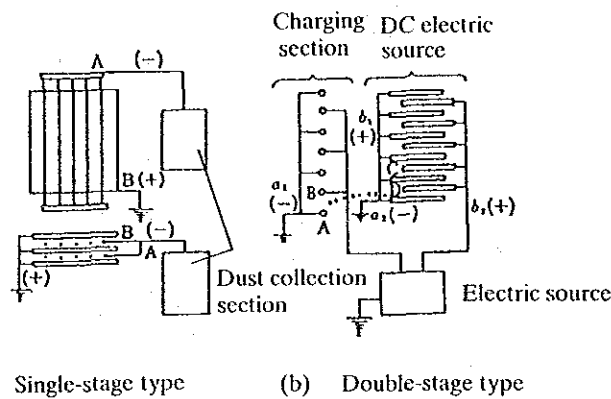 Charging section
DC electric source
A
(−)
B (+)
B (−)
A
(+)
Dust collection section
a₁
(−)
B
A
b₁
(+)
a₂(−)
b₂(+)
Electric source
Single-stage type
(b) Double-stage type